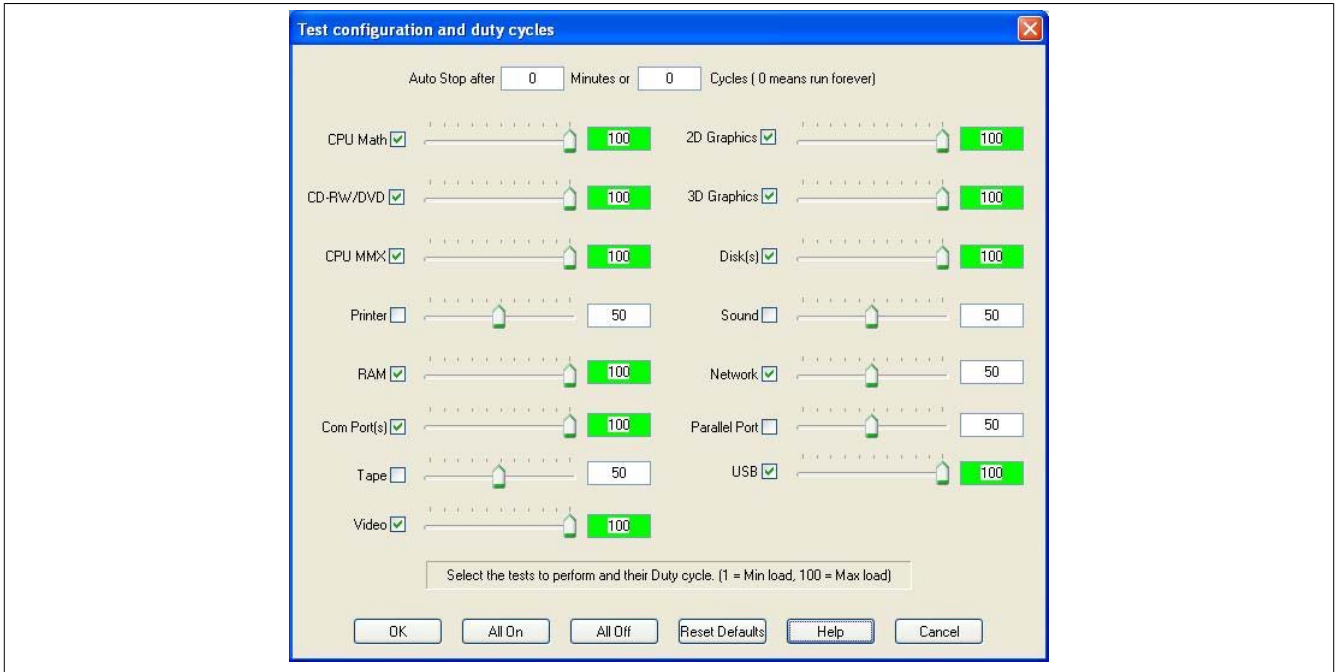 Test configuration and duty cycles
Auto Stop after 0 Minutes or 0 Cycles ( 0 means run forever)
CPU Math 100 2D Graphics 100
CD-RW/DVD 100 3D Graphics 100
CPU MMX 100 Disk(s) 100
Printer 50 Sound 50
RAM 100 Network 50
Com Port(s) 100 Parallel Port 50
Tape 50 USB 100
Video 100
Select the tests to perform and their Duty cycle. (1 = Min load, 100 = Max load)
OK All On All Off Reset Defaults Help Cancel